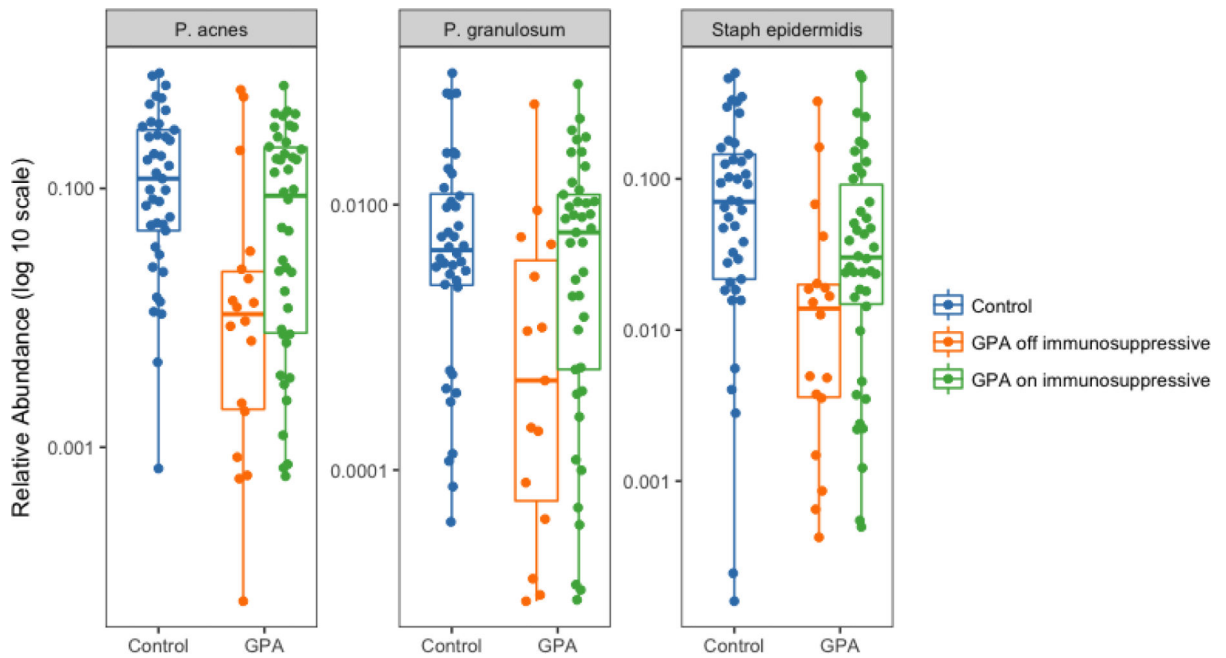 P. acnes
P. granulosum
Staph epidermidis
Relative Abundance (log 10 scale)
0.100
0.001
0.0100
0.0001
0.100
0.010
0.001
Control
GPA
Control
GPA
Control
GPA
Control
GPA off immunosuppressive
GPA on immunosuppressive